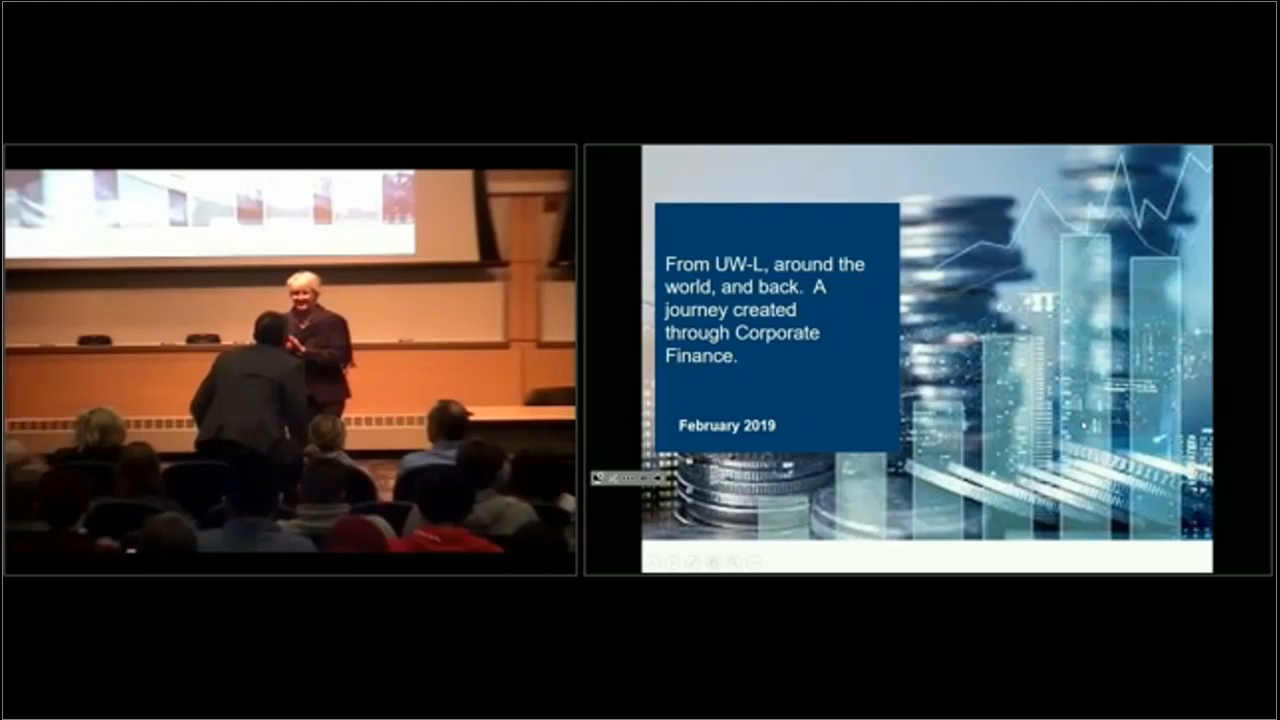 From UW-L, around the
world, and back. A
journey created
through Corporate
Finance.
February 2019